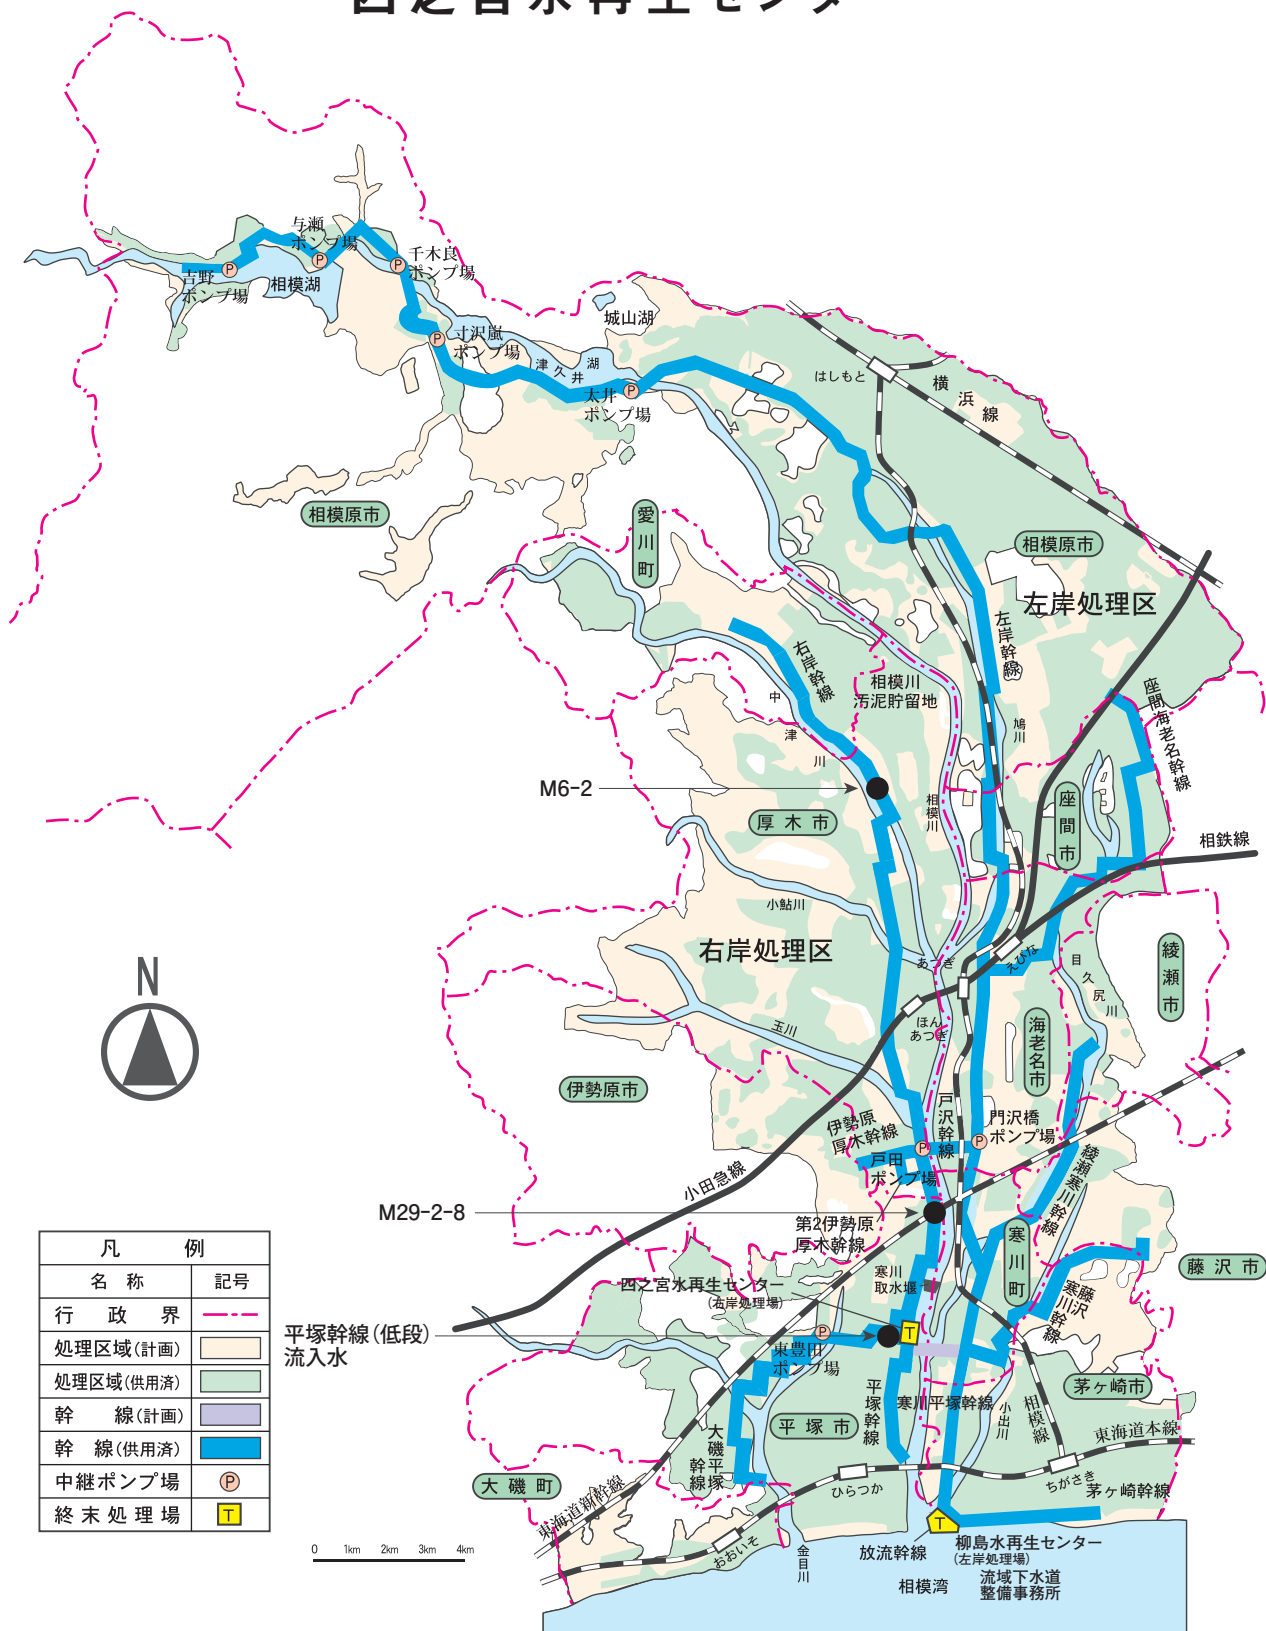 四之宮水再生センター
与瀬
ポンプ場
千木良
ポンプ場
吉野
ポンプ場
相模湖
寸沢嵐
ポンプ場
城山湖
津久井湖
太井
ポンプ場
はしもと
横浜線
相模原市
愛川町
相模原市
左岸処理区
左岸幹線
右岸幹線
相模川
汚泥貯留地
座間海老名幹線
中津川
鳩川
M6-2
相模川
厚木市
座間市
相鉄線
小鮎川
右岸処理区
あつぎ
えびな
目久尻川
綾瀬市
N
玉川
ほん
あつぎ
海老名市
伊勢原市
戸沢幹線
門沢橋
ポンプ場
伊勢原
厚木幹線
戸田
ポンプ場
綾瀬寒川幹線
小田急線
M29-2-8
第2伊勢原
厚木幹線
寒川町
藤沢市
寒川
取水堰
四之宮水再生センター
(右岸処理場)
藤沢
寒川幹線
平塚幹線(低段)
流入水
東豊田
ポンプ場
茅ヶ崎市
平塚幹線
寒川平塚幹線
小出川
相模線
平塚市
東海道本線
大磯平塚
幹線
大磯町
東海道新幹線
ひらつか
ちがさき
茅ヶ崎幹線
おおいそ
金目川
放流幹線
柳島水再生センター
(左岸処理場)
流域下水道
整備事務所
相模湾
凡例
名称 記号
行政界
処理区域(計画)
処理区域(供用済)
幹線(計画)
幹線(供用済)
中継ポンプ場 P
終末処理場 T
0 1km 2km 3km 4km